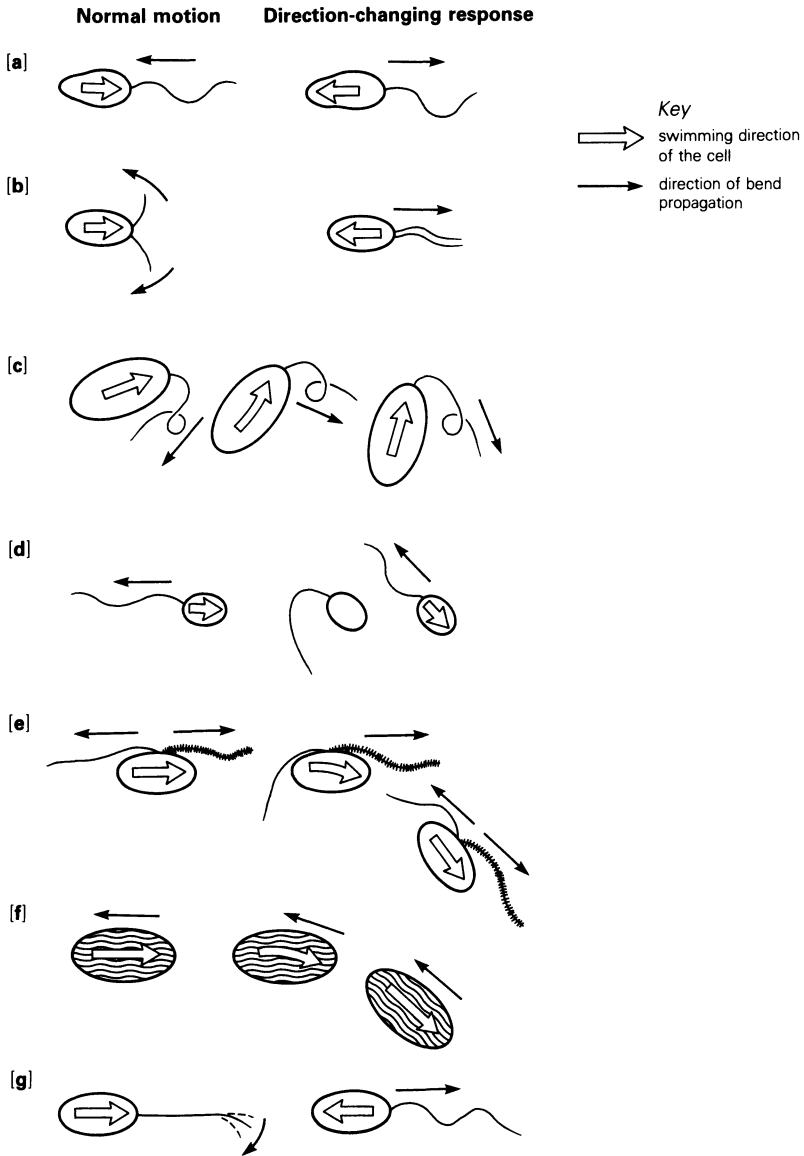 Normal motion Direction-changing response
[a]
Key
swimming direction
of the cell
[b]
direction of bend
propagation
[c]
[d]
[e]
[f]
[g]